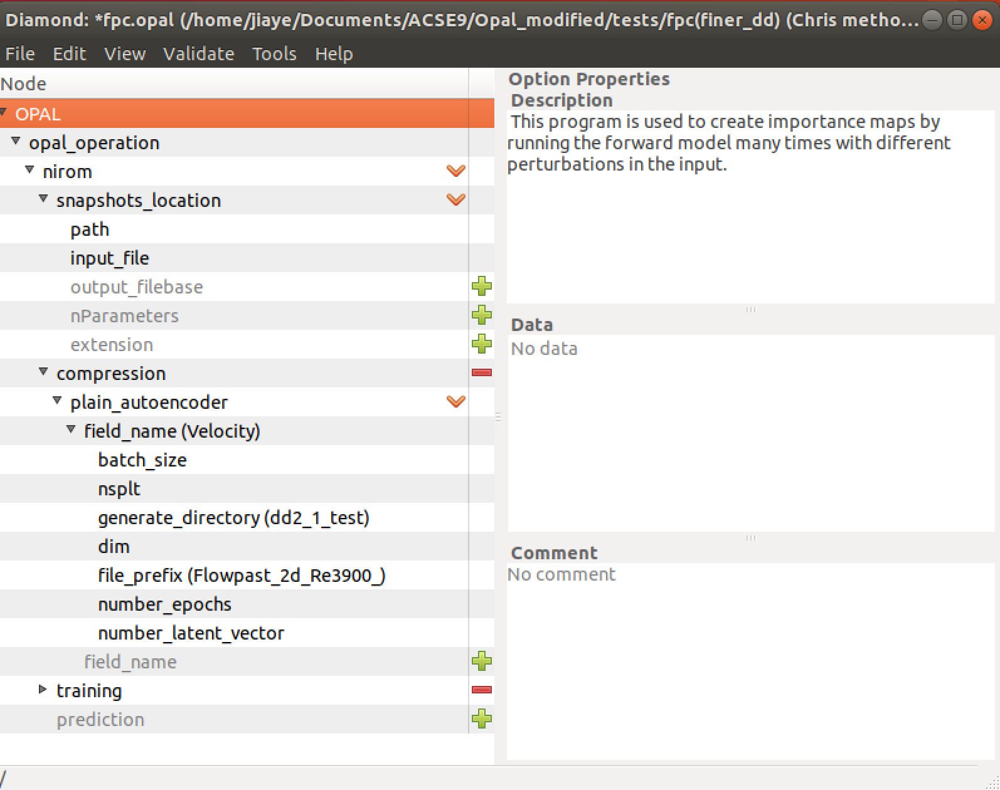 Diamond: *fpc.opal (/home/jiaye/Documents/ACSE9/Opal_modified/tests/fpc(finer_dd) (Chris metho...
File Edit View Validate Tools Help
Node
OPAL
opal_operation
nirom
snapshots_location
path
input_file
output_filebase
nParameters
extension
compression
plain_autoencoder
field_name (Velocity)
batch_size
nsplt
generate_directory (dd2_1_test)
dim
file_prefix (Flowpast_2d_Re3900_)
number_epochs
number_latent_vector
field_name
training
prediction
Option Properties
Description
This program is used to create importance maps by
running the forward model many times with different
perturbations in the input.
Data
No data
Comment
No comment
/